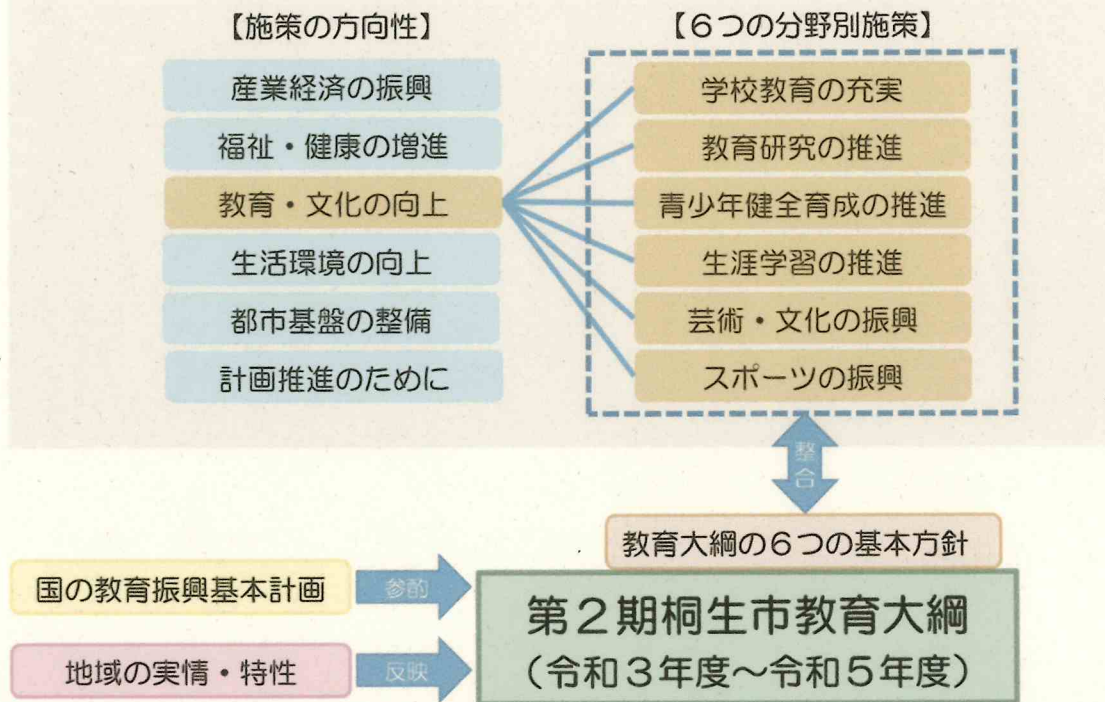 【施策の方向性】
産業経済の振興
福祉・健康の増進
教育・文化の向上
生活環境の向上
都市基盤の整備
計画推進のために
【6つの分野別施策】
学校教育の充実
教育研究の推進
青少年健全育成の推進
生涯学習の推進
芸術・文化の振興
スポーツの振興
整合
教育大綱の6つの基本方針
国の教育振興基本計画
参酌
地域の実情・特性
反映
第2期桐生市教育大綱
(令和3年度~令和5年度)